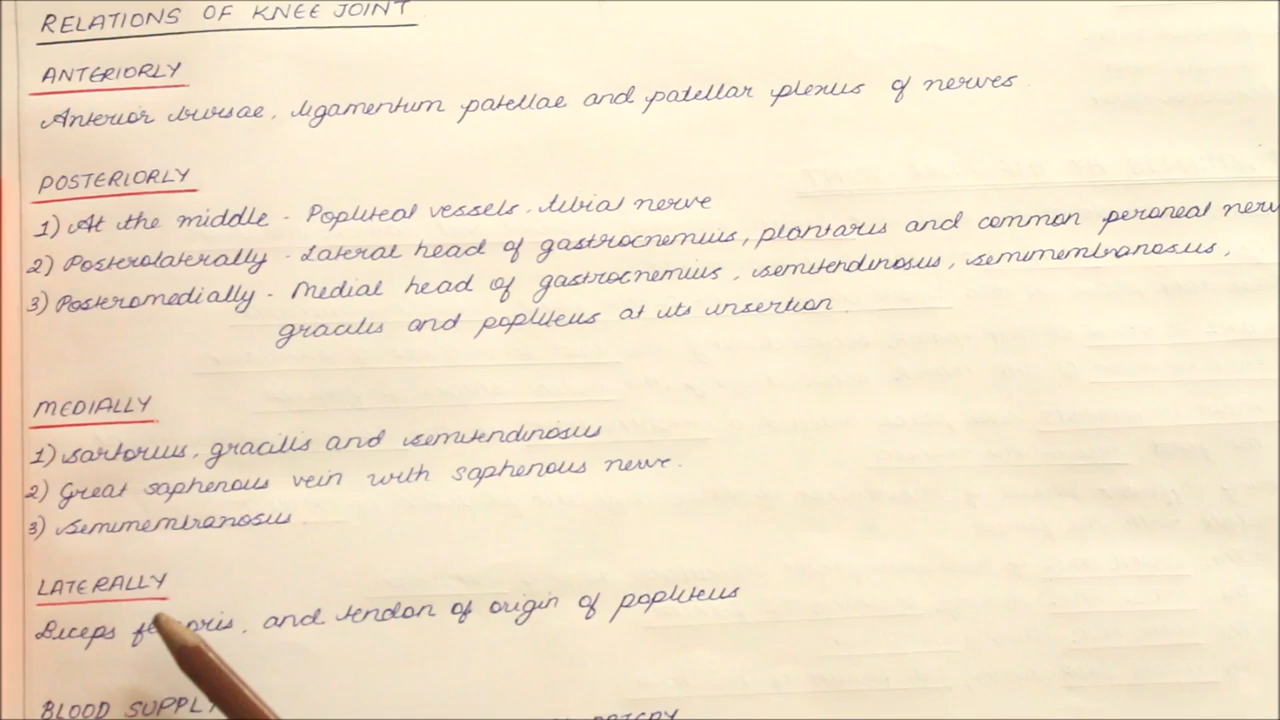 RELATIONS OF KNEE JOINT
ANTERIORLY
Anterior bursae, ligamentum patellae and patellar plexus of nerves
POSTERIORLY
1) At the middle - Popliteal vessels, tibial nerve
2) Posterolaterally - Lateral head of gastrocnemius, plantaris and common peroneal nerv
3) Posteromedially - Medial head of gastrocnemius, semitendinosus, semimembranosus,
gracilis and popliteus at its insertion
MEDIALLY
1) Sartorius, gracilis and semitendinosus
2) Great saphenous vein with saphenous nerve.
3) Semimembranosus
LATERALLY
Biceps and tendon of origin of popliteus
BLOOD SUPPLY